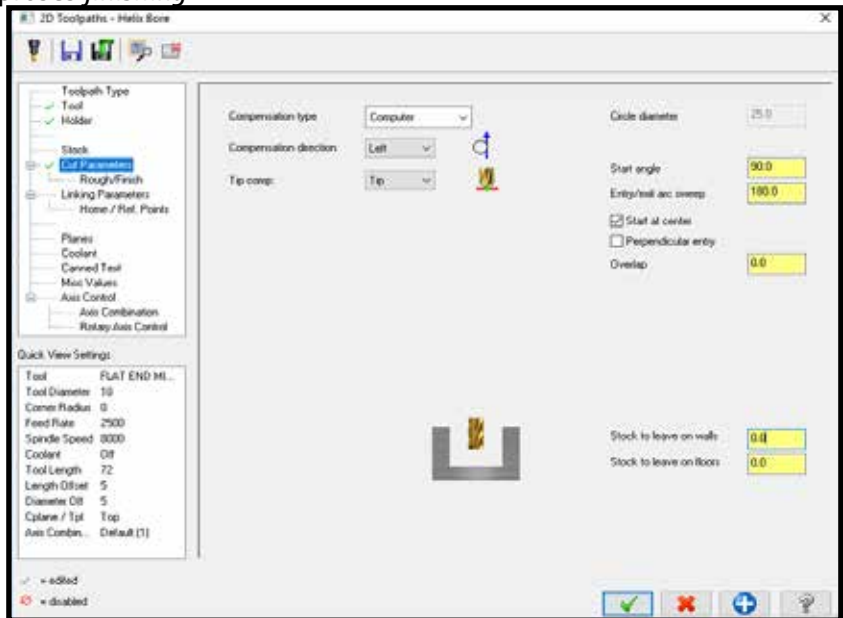 2D Toolpaths - Helix Bore
Toolpath Type
Tool
Holder
Stock
Cut Parameters
Rough/Finish
Linking Parameters
Home / Ref. Points
Planes
Coolant
Canned Text
Misc Values
Axis Control
Axis Combination
Rotary Axis Control
Compensation type Computer
Compensation direction Left
Tip comp: Tip
Circle diameter 25.0
Start angle 90.0
Entry/exit arc sweep 180.0
Start at center
Perpendicular entry
Overlap 0.0
Stock to leave on walls 0.0
Stock to leave on floors 0.0
Quick View Settings
Tool FLAT END MI...
Tool Diameter 10
Corner Radius 0
Feed Rate 2500
Spindle Speed 8000
Coolant Off
Tool Length 72
Length Offset 5
Diameter Off 5
Cplane / Tpl Top
Axis Combin... Default (1)
= edited
= disabled